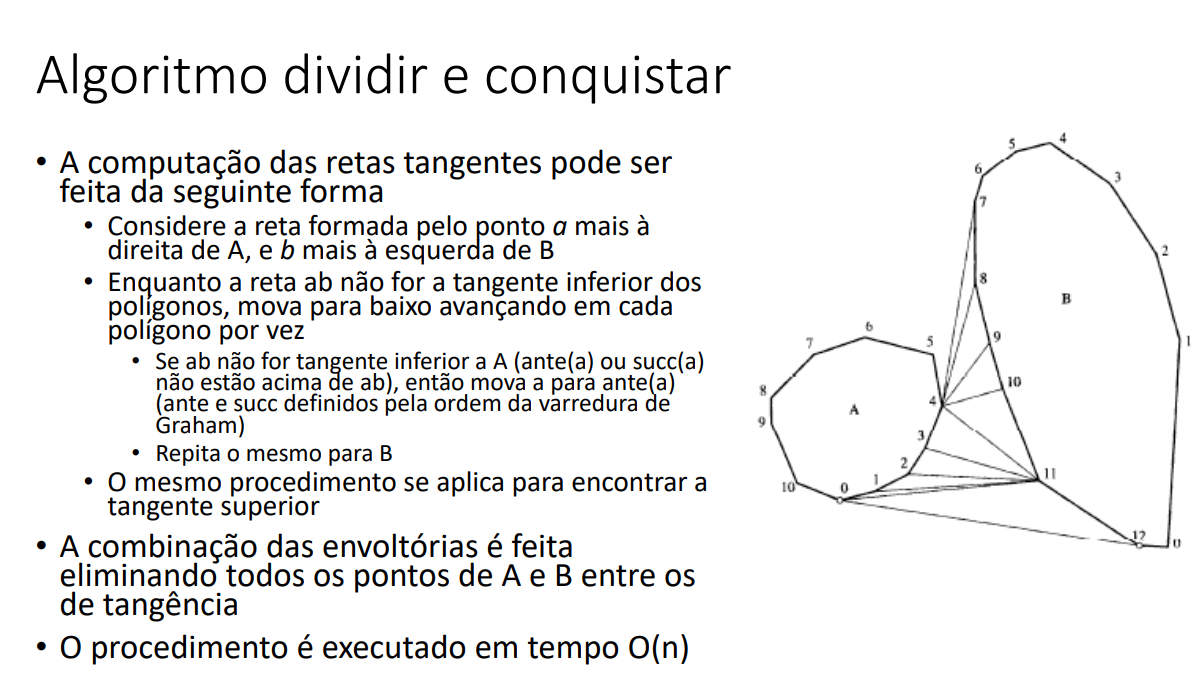 Algoritmo dividir e conquistar
• A computação das retas tangentes pode ser
feita da seguinte forma
• Considere a reta formada pelo ponto a mais à
direita de A, e b mais à esquerda de B
• Enquanto a reta ab não for a tangente inferior dos
polígonos, mova para baixo avançando em cada
polígono por vez
• Se ab não for tangente inferior a A (ante(a) ou succ(a)
não estão acima de ab), então mova a para ante(a)
(ante e succ definidos pela ordem da varredura de
Graham)
• Repita o mesmo para B
• O mesmo procedimento se aplica para encontrar a
tangente superior
• A combinação das envoltórias é feita
eliminando todos os pontos de A e B entre os
de tangência
• O procedimento é executado em tempo O(n)
5
4
6
3
7
2
8
B
6
9
1
7
5
10
8
A
4
9
3
2
11
10
0
1
12
0